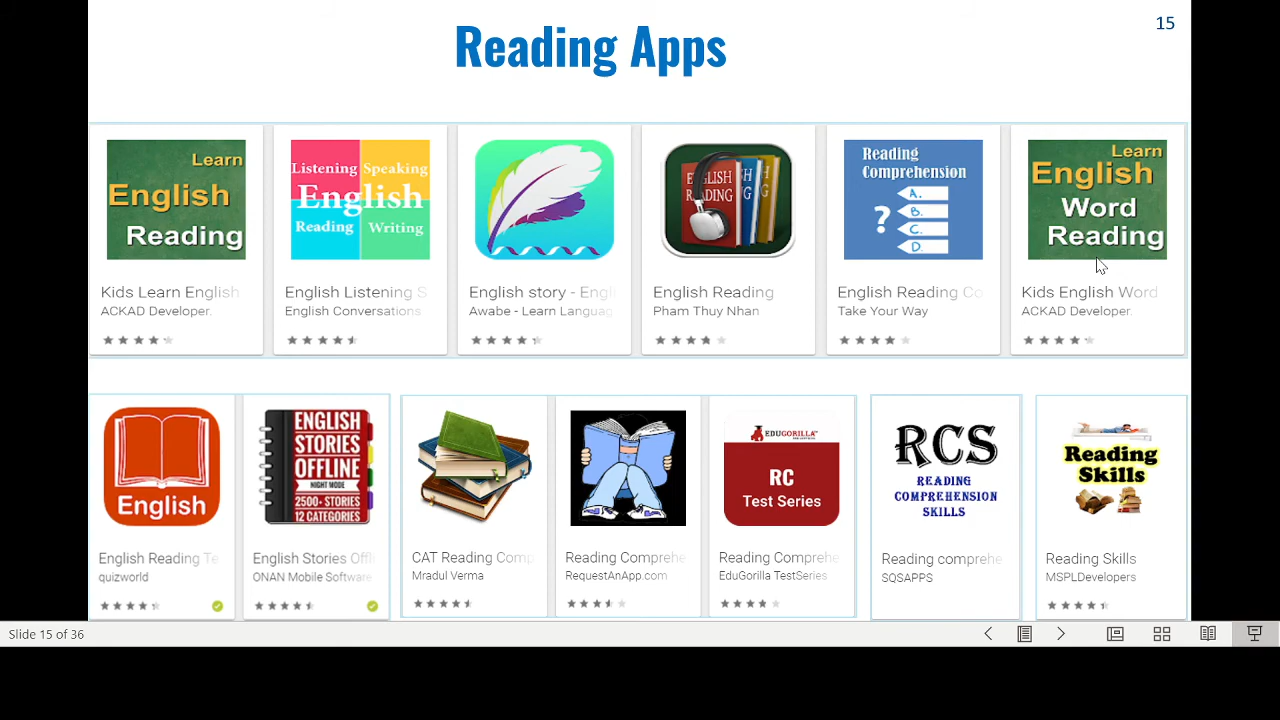 15
Reading Apps
Learn
English
Reading
Listening Speaking
English
Reading Writing
ENGLISH
READING
Reading
Comprehension
A.
B.
?
C.
D.
Learn
English
Word
Reading
Kids Learn English
ACKAD Developer.
English Listening S
English Conversations
English story - Engl
Awabe - Learn Languag
English Reading
Pham Thuy Nhan
English Reading Co
Take Your Way
Kids English Word
ACKAD Developer.
English
ENGLISH
STORIES
OFFLINE
NIGHT MODE
2500+ STORIES
12 CATEGORIES
EDUGORILLA
RC
Test Series
RCS
READING
COMPREHENSION
SKILLS
Reading
Skills
English Reading Te
quizworld
English Stories Offl
ONAN Mobile Software
CAT Reading Comp
Mradul Verma
Reading Comprehe
RequestAnApp.com
Reading Comprehe
EduGorilla TestSeries
Reading comprehe
SQSAPPS
Reading Skills
MSPLDevelopers
Slide 15 of 36